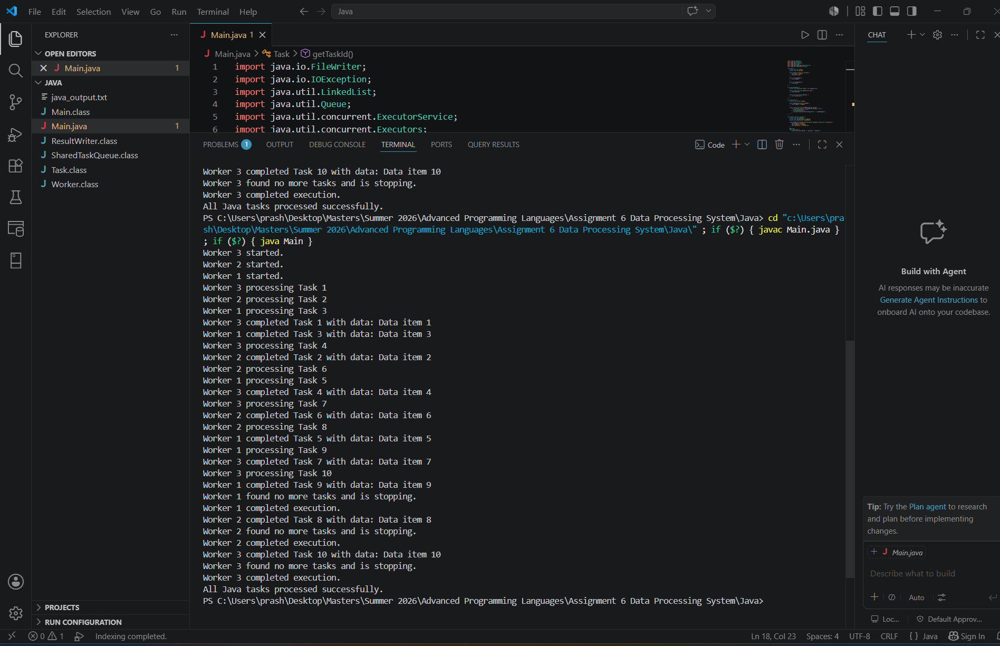 File Edit Selection View Go Run Terminal Help
Java
EXPLORER
OPEN EDITORS
Main.java 1
JAVA
java_output.txt
Main.class
Main.java 1
ResultWriter.class
SharedTaskQueue.class
Task.class
Worker.class
PROJECTS
RUN CONFIGURATION
Main.java 1
Main.java > Task > getTaskId()
1 import java.io.FileWriter;
2 import java.io.IOException;
3 import java.util.LinkedList;
4 import java.util.Queue;
5 import java.util.concurrent.ExecutorService;
6 import java.util.concurrent.Executors;
PROBLEMS 1 OUTPUT DEBUG CONSOLE TERMINAL PORTS QUERY RESULTS
Code
Worker 3 completed Task 10 with data: Data item 10
Worker 3 found no more tasks and is stopping.
Worker 3 completed execution.
All Java tasks processed successfully.
PS C:\Users\prash\Desktop\Masters\Summer 2026\Advanced Programming Languages\Assignment 6 Data Processing System\Java> cd "c:\Users\pra
sh\Desktop\Masters\Summer 2026\Advanced Programming Languages\Assignment 6 Data Processing System\Java\" ; if ($?) { javac Main.java }
; if ($?) { java Main }
Worker 3 started.
Worker 2 started.
Worker 1 started.
Worker 3 processing Task 1
Worker 2 processing Task 2
Worker 1 processing Task 3
Worker 3 completed Task 1 with data: Data item 1
Worker 1 completed Task 3 with data: Data item 3
Worker 3 processing Task 4
Worker 2 completed Task 2 with data: Data item 2
Worker 2 processing Task 6
Worker 1 processing Task 5
Worker 3 completed Task 4 with data: Data item 4
Worker 3 processing Task 7
Worker 2 completed Task 6 with data: Data item 6
Worker 2 processing Task 8
Worker 1 completed Task 5 with data: Data item 5
Worker 1 processing Task 9
Worker 3 completed Task 7 with data: Data item 7
Worker 3 processing Task 10
Worker 1 completed Task 9 with data: Data item 9
Worker 1 found no more tasks and is stopping.
Worker 1 completed execution.
Worker 2 completed Task 8 with data: Data item 8
Worker 2 found no more tasks and is stopping.
Worker 2 completed execution.
Worker 3 completed Task 10 with data: Data item 10
Worker 3 found no more tasks and is stopping.
Worker 3 completed execution.
All Java tasks processed successfully.
PS C:\Users\prash\Desktop\Masters\Summer 2026\Advanced Programming Languages\Assignment 6 Data Processing System\Java>
CHAT
Build with Agent
AI responses may be inaccurate
Generate Agent Instructions to
onboard AI onto your codebase.
Tip: Try the Plan agent to research
and plan before implementing
changes.
Main.java
Describe what to build
Auto
Loc... Default Approv...
0 1 Indexing completed. Ln 18, Col 23 Spaces: 4 UTF-8 CRLF {} Java Sign In